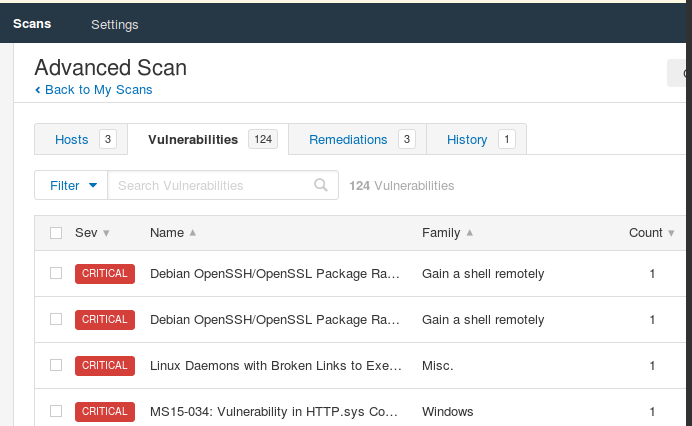 Scans Settings
Advanced Scan
Back to My Scans
Hosts 3 Vulnerabilities 124 Remediations 3 History 1
Filter Search Vulnerabilities 124 Vulnerabilities
Sev Name Family Count
CRITICAL Debian OpenSSH/OpenSSL Package Ra... Gain a shell remotely 1
CRITICAL Debian OpenSSH/OpenSSL Package Ra... Gain a shell remotely 1
CRITICAL Linux Daemons with Broken Links to Exe... Misc. 1
CRITICAL MS15-034: Vulnerability in HTTP.sys Co... Windows 1